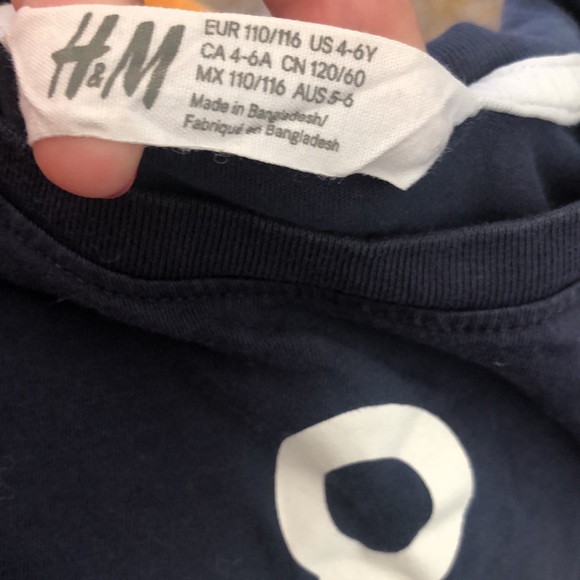 H&M
EUR 110/116 US 4-6Y
CA 4-6A CN 120/60
MX 110/116 AUS 5-6
Made in Bangladesh/
Fabriqué en Bangladesh